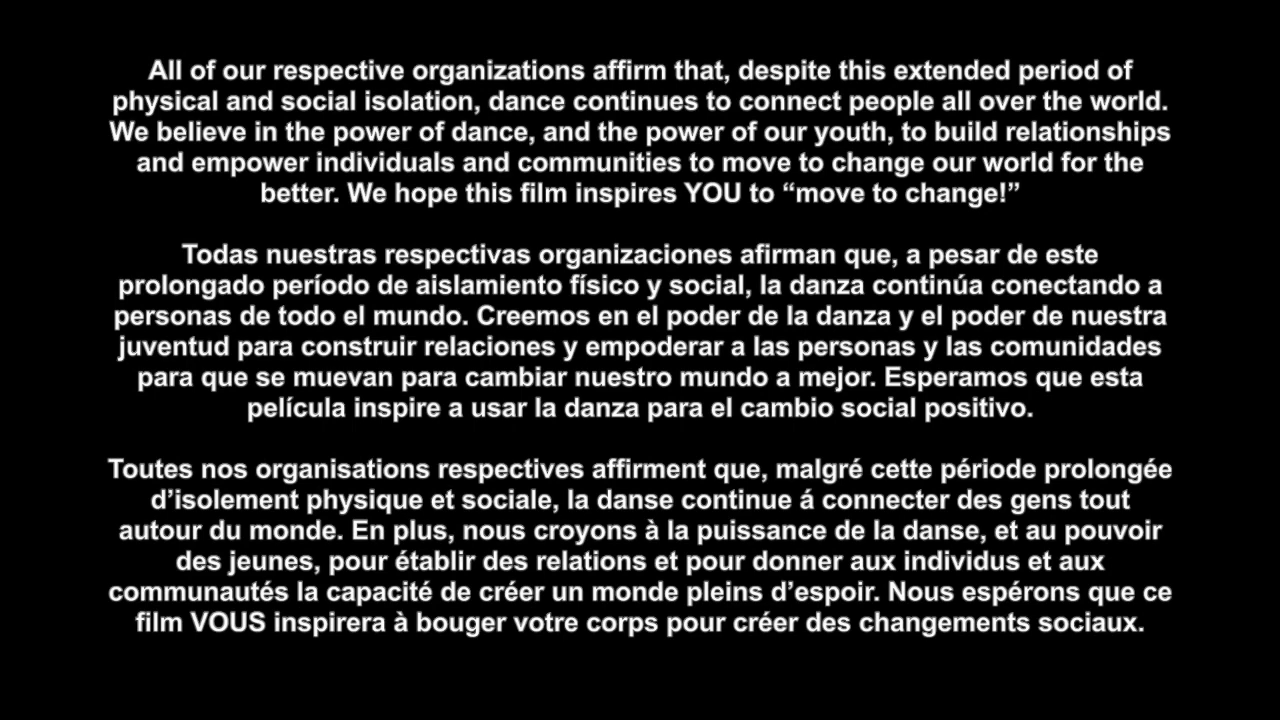 All of our respective organizations affirm that, despite this extended period of
physical and social isolation, dance continues to connect people all over the world.
We believe in the power of dance, and the power of our youth, to build relationships
and empower individuals and communities to move to change our world for the
better. We hope this film inspires YOU to “move to change!”
Todas nuestras respectivas organizaciones afirman que, a pesar de este
prolongado período de aislamiento físico y social, la danza continúa conectando a
personas de todo el mundo. Creemos en el poder de la danza y el poder de nuestra
juventud para construir relaciones y empoderar a las personas y las comunidades
para que se muevan para cambiar nuestro mundo a mejor. Esperamos que esta
película inspire a usar la danza para el cambio social positivo.
Toutes nos organisations respectives affirment que, malgré cette période prolongée
d’isolement physique et sociale, la danse continue á connecter des gens tout
autour du monde. En plus, nous croyons à la puissance de la danse, et au pouvoir
des jeunes, pour établir des relations et pour donner aux individus et aux
communautés la capacité de créer un monde pleins d’espoir. Nous espérons que ce
film VOUS inspirera à bouger votre corps pour créer des changements sociaux.